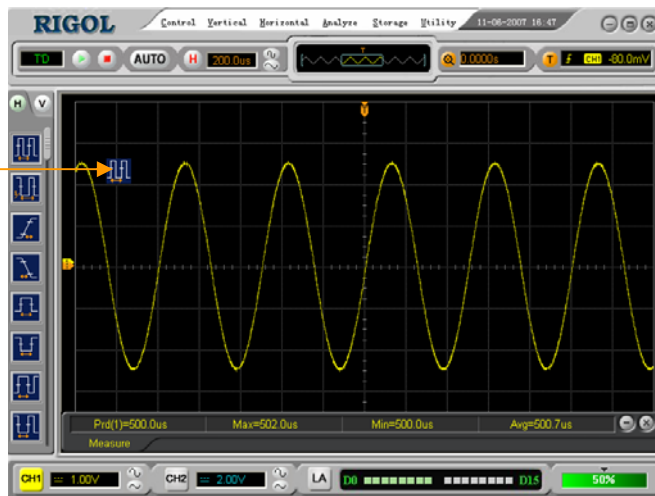 RIGOL Control Vertical Horizontal Analyze Storage Utility 11-06-2007 16:47
TD AUTO H 200.0us T 0.0000s T CH1 -80.0mV
H V T
1
Prd(1)=500.0us Max=502.0us Min=500.0us Avg=500.7us
Measure
CH1 1.00V CH2 2.00V LA D0 D15 50%